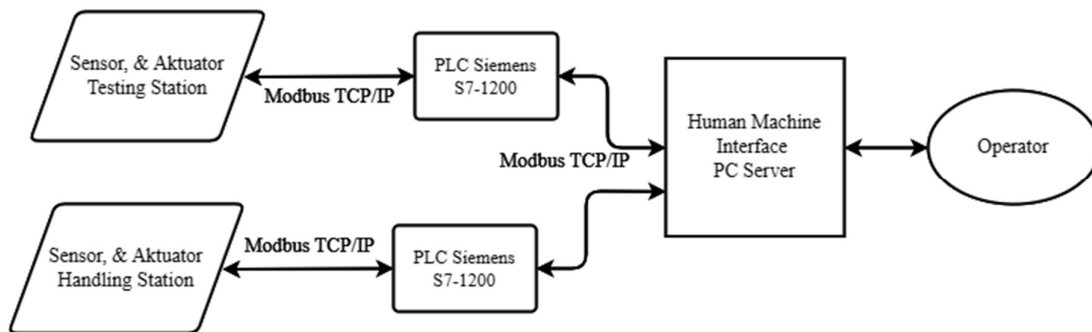 Sensor, & Aktuator
Testing Station
Modbus TCP/IP
PLC Siemens
S7-1200
Modbus TCP/IP
Human Machine
Interface
PC Server
Operator
Sensor, & Aktuator
Handling Station
Modbus TCP/IP
PLC Siemens
S7-1200